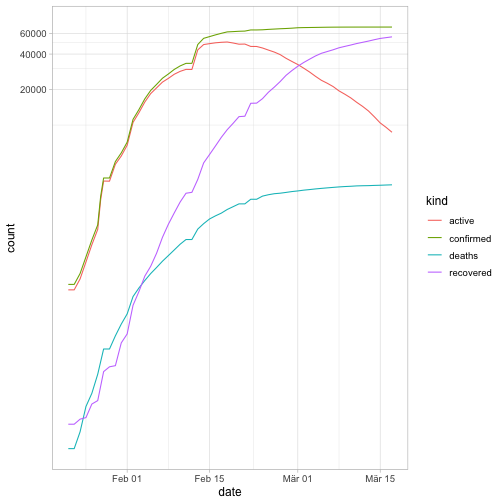 60000
40000
20000
count
Feb 01
Feb 15
Mär 01
Mär 15
date
kind
active
confirmed
deaths
recovered